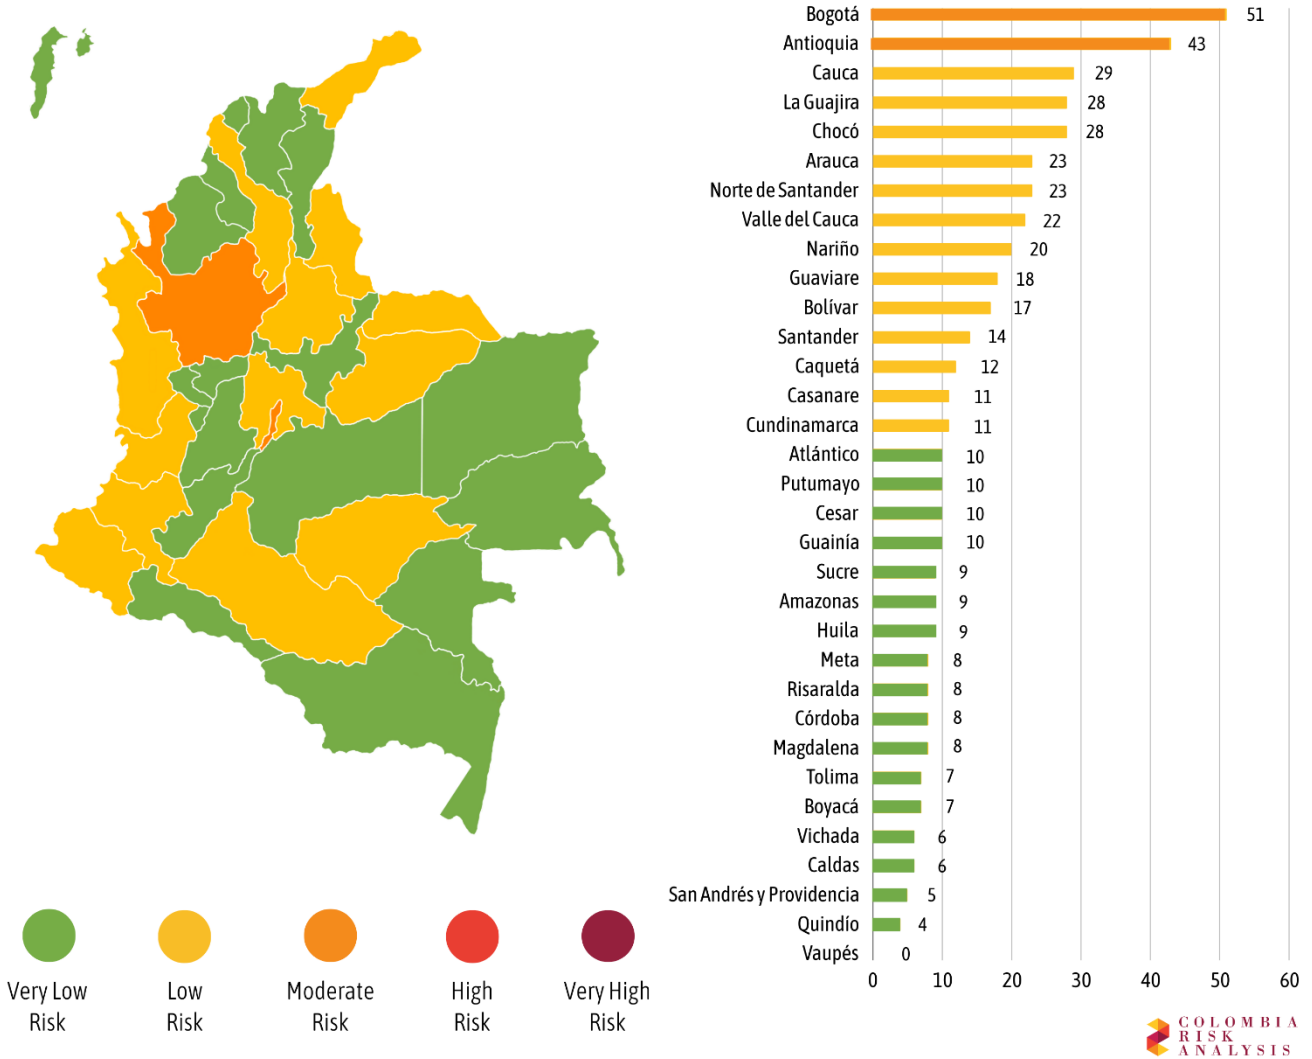 Bogotá 51
Antioquia 43
Cauca 29
La Guajira 28
Chocó 28
Arauca 23
Norte de Santander 23
Valle del Cauca 22
Nariño 20
Guaviare 18
Bolívar 17
Santander 14
Caquetá 12
Casanare 11
Cundinamarca 11
Atlántico 10
Putumayo 10
Cesar 10
Guainía 10
Sucre 9
Amazonas 9
Huila 9
Meta 8
Risaralda 8
Córdoba 8
Magdalena 8
Tolima 7
Boyacá 7
Vichada 6
Caldas 6
San Andrés y Providencia 5
Quindío 4
Vaupés 0
0 10 20 30 40 50 60
Very Low
Risk
Low
Risk
Moderate
Risk
High
Risk
Very High
Risk
COLOMBIA
RISK
ANALYSIS